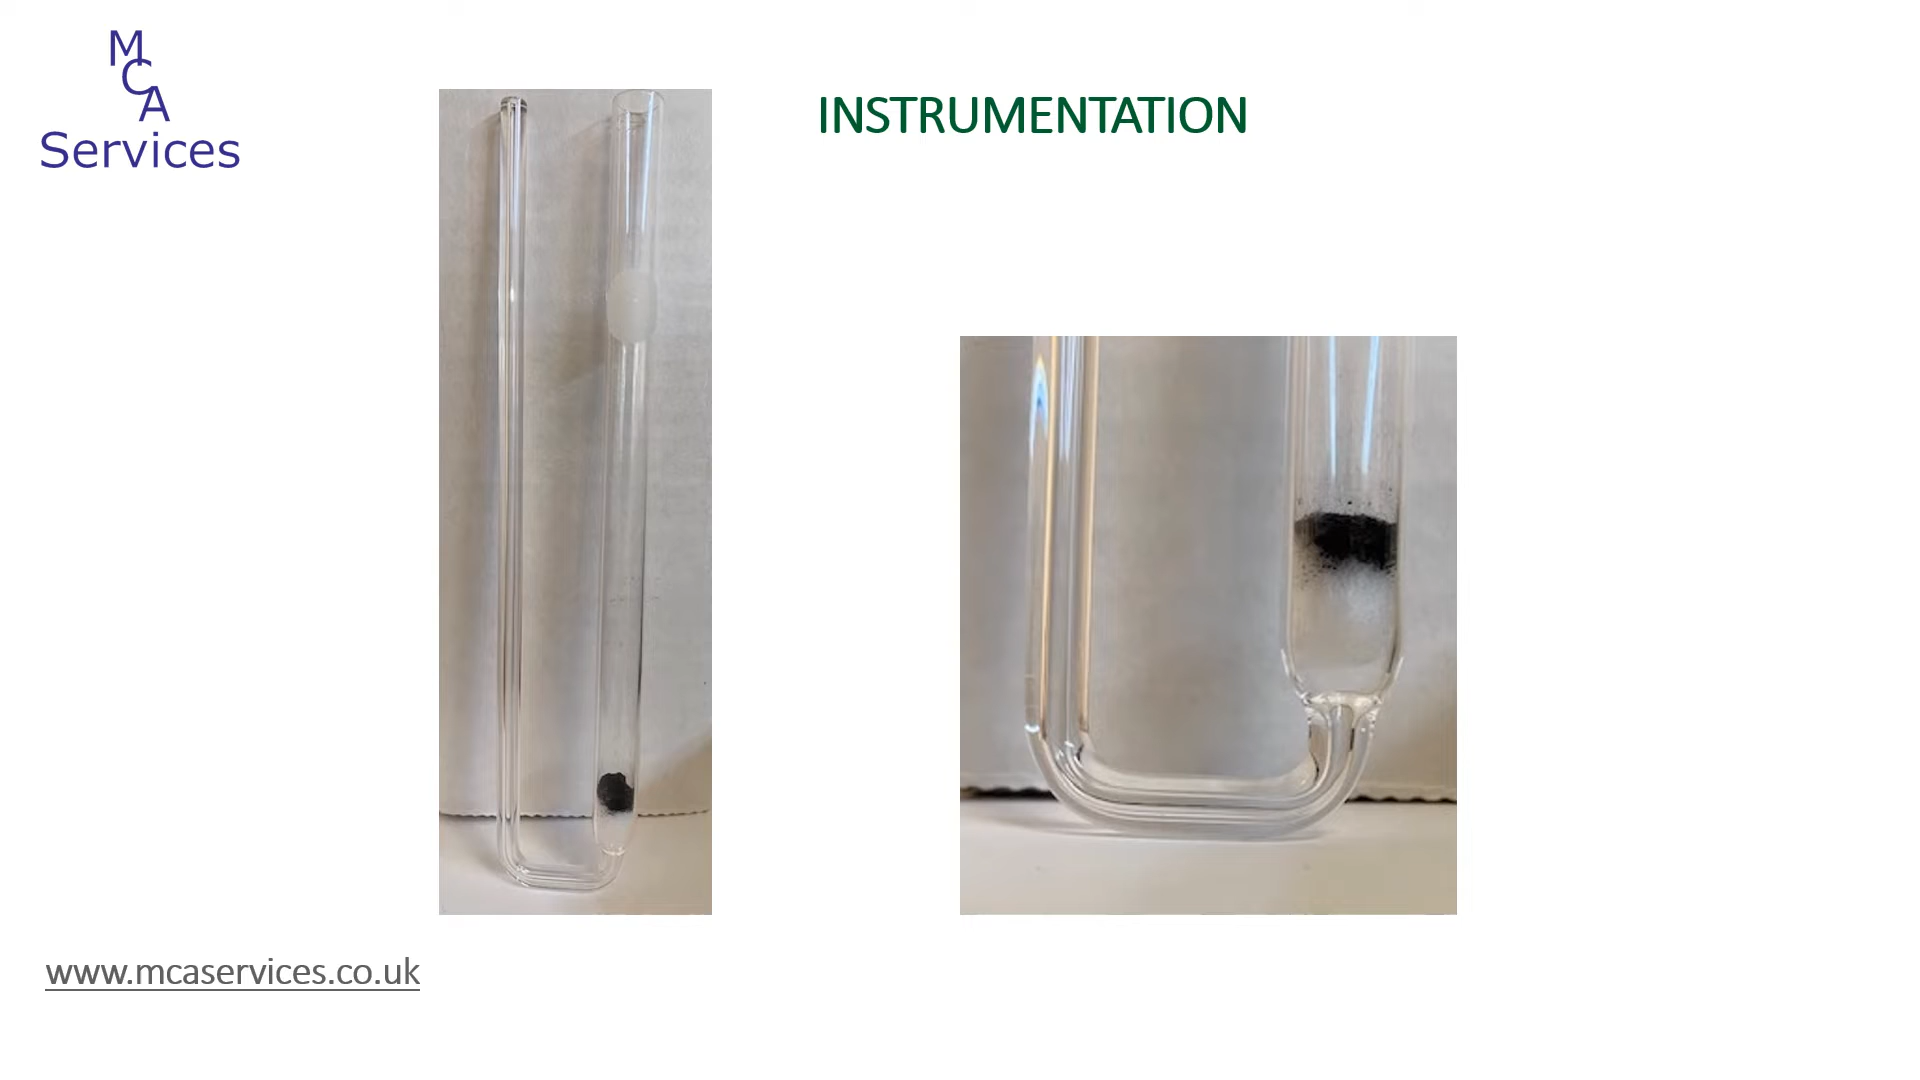 M
C
A
Services
INSTRUMENTATION
www.mcaservices.co.uk